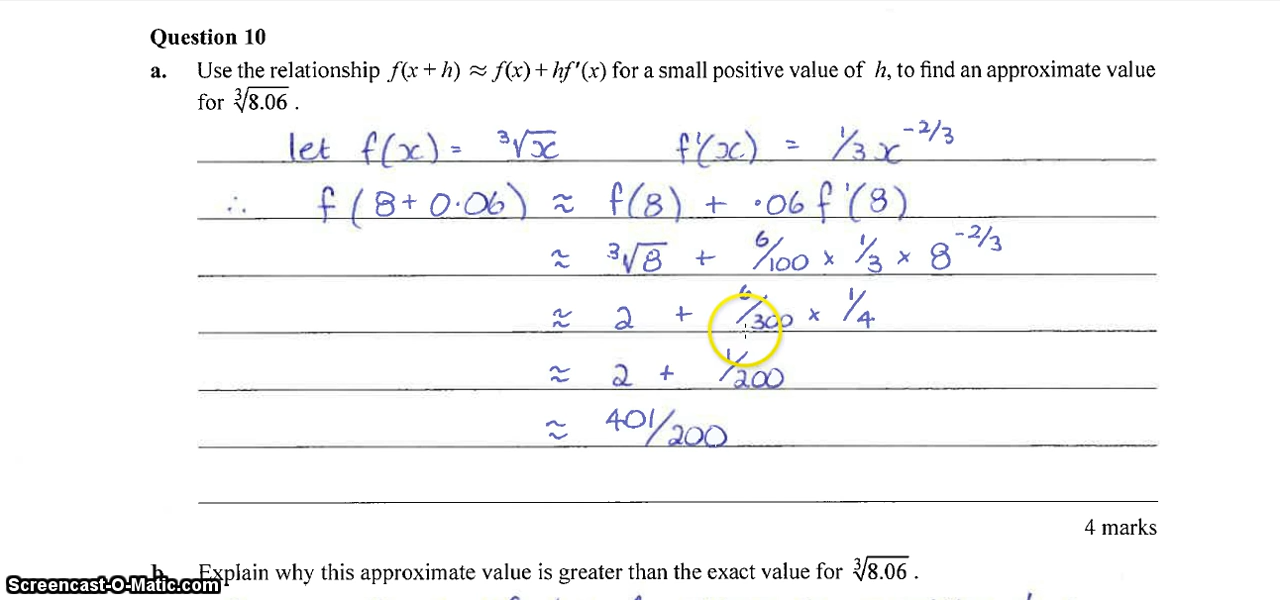 Question 10
a. Use the relationship f(x + h) ≈ f(x) + hf'(x) for a small positive value of h, to find an approximate value
for ∛8.06 .
let f(x) = ³√x f'(x) = 1/3 x^-2/3
∴ f(8+0.06) ≈ f(8) + .06 f'(8)
≈ ³√8 + 6/100 × 1/3 × 8^-2/3
≈ 2 + 6/300 × 1/4
≈ 2 + 1/200
≈ 401/200
4 marks
b. Explain why this approximate value is greater than the exact value for ∛8.06 .
Screencast-O-Matic.com